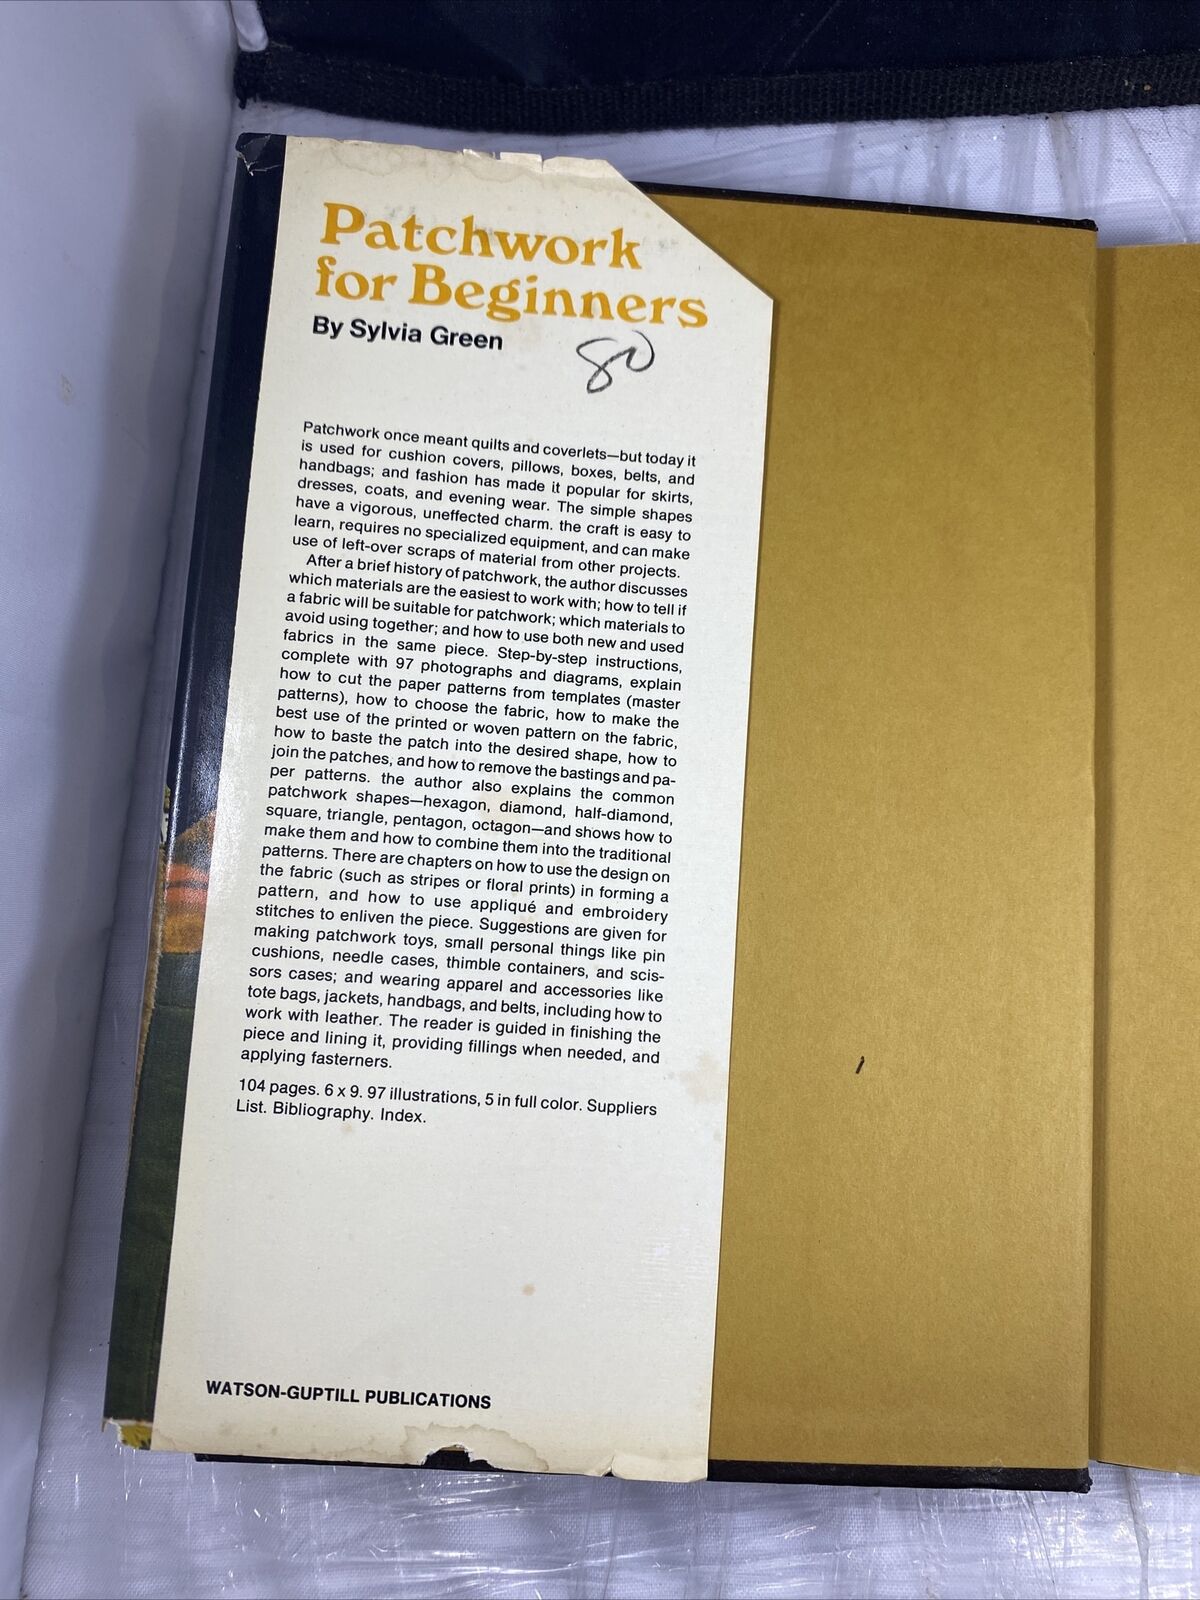 Patchwork
for Beginners
By Sylvia Green
80
Patchwork once meant quilts and coverlets—but today it
is used for cushion covers, pillows, boxes, belts, and
handbags; and fashion has made it popular for skirts,
dresses, coats, and evening wear. The simple shapes
have a vigorous, uneffected charm. the craft is easy to
learn, requires no specialized equipment, and can make
use of left-over scraps of material from other projects.
After a brief history of patchwork, the author discusses
which materials are the easiest to work with; how to tell if
a fabric will be suitable for patchwork; which materials to
avoid using together; and how to use both new and used
fabrics in the same piece. Step-by-step instructions,
complete with 97 photographs and diagrams, explain
how to cut the paper patterns from templates (master
patterns), how to choose the fabric, how to make the
best use of the printed or woven pattern on the fabric,
how to baste the patch into the desired shape, how to
join the patches, and how to remove the bastings and pa-
per patterns. the author also explains the common
patchwork shapes—hexagon, diamond, half-diamond,
square, triangle, pentagon, octagon—and shows how to
make them and how to combine them into the traditional
patterns. There are chapters on how to use the design on
the fabric (such as stripes or floral prints) in forming a
pattern, and how to use appliqué and embroidery
stitches to enliven the piece. Suggestions are given for
making patchwork toys, small personal things like pin
cushions, needle cases, thimble containers, and scis-
sors cases; and wearing apparel and accessories like
tote bags, jackets, handbags, and belts, including how to
work with leather. The reader is guided in finishing the
piece and lining it, providing fillings when needed, and
applying fasterners.
104 pages. 6 x 9. 97 illustrations, 5 in full color. Suppliers
List. Bibliography. Index.
WATSON-GUPTILL PUBLICATIONS